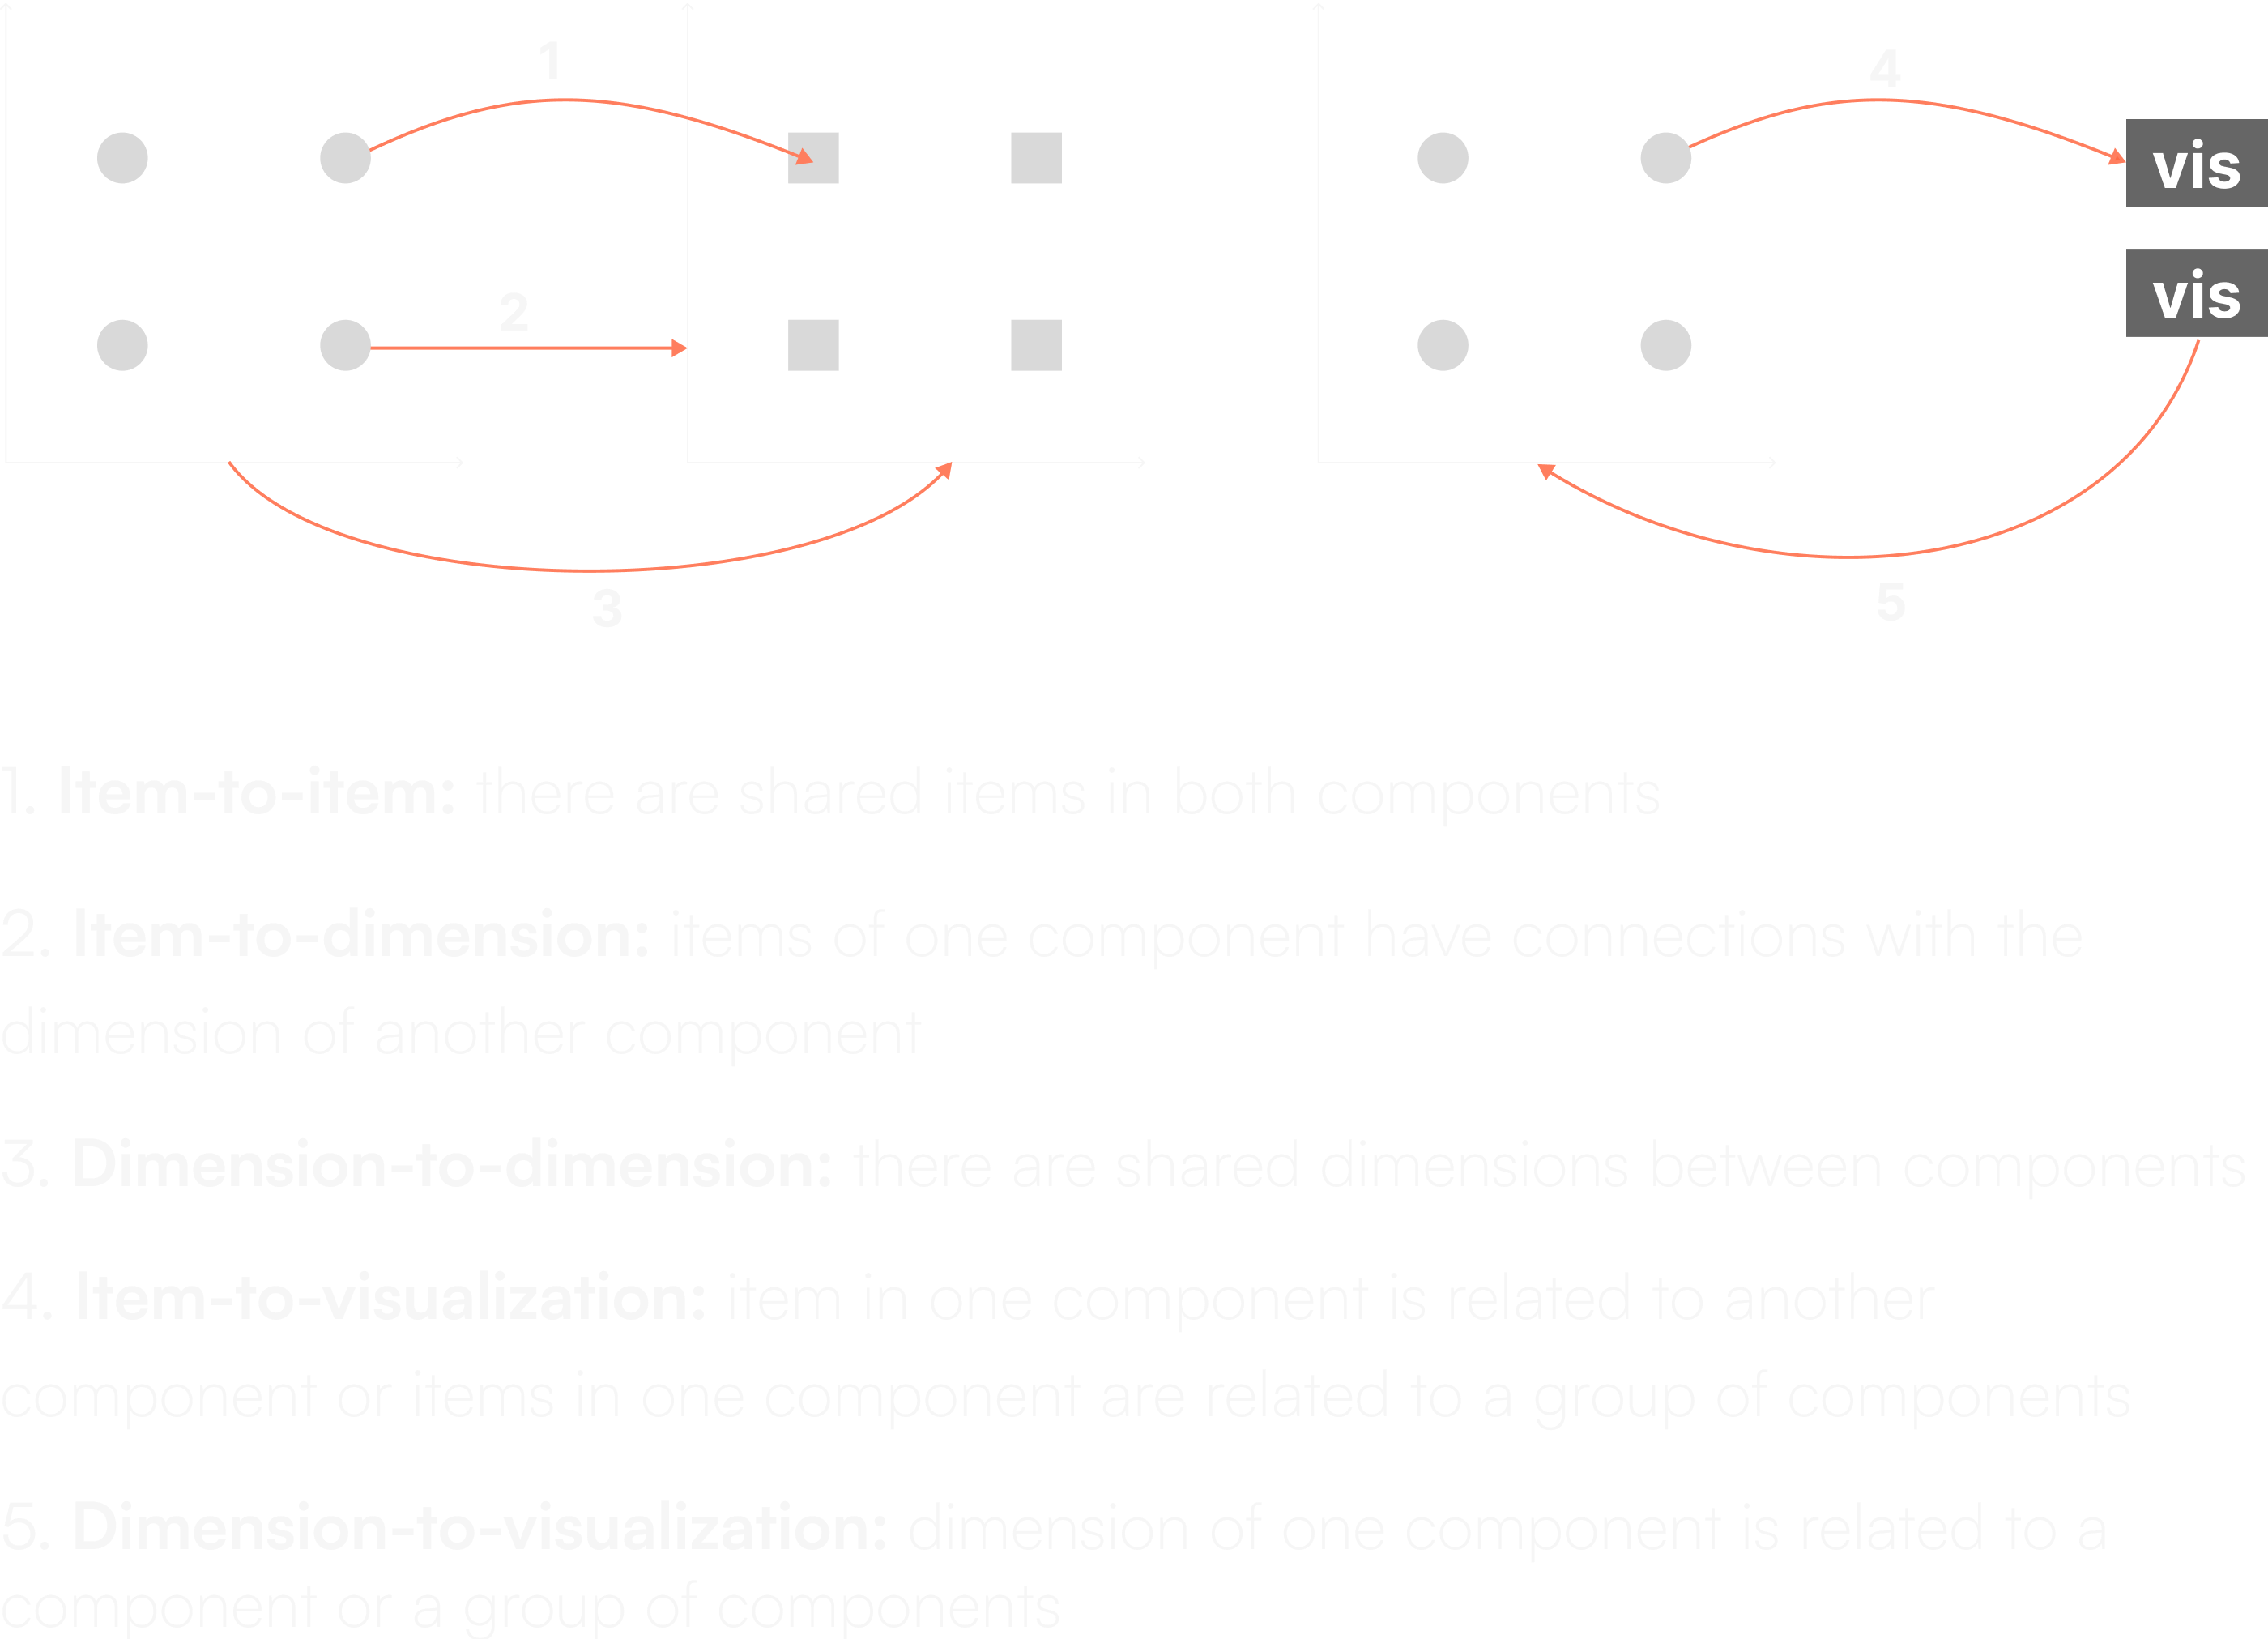 1
4
vis
2
vis
3
5
1. Item-to-item: there are shared items in both components
2. Item-to-dimension: items of one component have connections with the
dimension of another component
3. Dimension-to-dimension: there are shared dimensions between components
4. Item-to-visualization: item in one component is related to another
component or items in one component are related to a group of components
5. Dimension-to-visualization: dimension of one component is related to a
component or a group of components